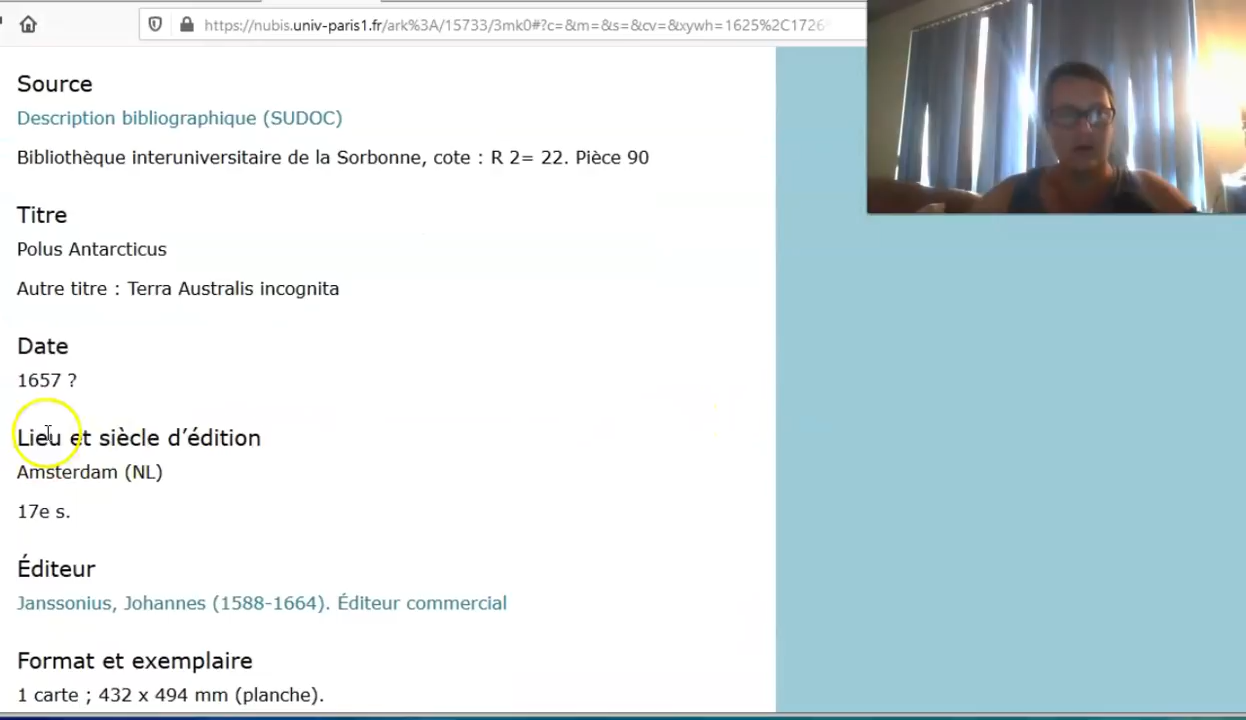 https://nubis.univ-paris1.fr/ark%3A/15733/3mk0#?c=&m=&s=&cv=&xywh=1625%2C1726
Source
Description bibliographique (SUDOC)
Bibliothèque interuniversitaire de la Sorbonne, cote : R 2= 22. Pièce 90
Titre
Polus Antarcticus
Autre titre : Terra Australis incognita
Date
1657 ?
Lieu et siècle d’édition
Amsterdam (NL)
17e s.
Éditeur
Janssonius, Johannes (1588-1664). Éditeur commercial
Format et exemplaire
1 carte ; 432 x 494 mm (planche).